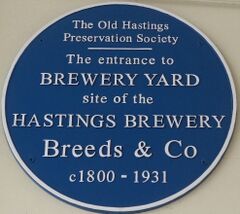 The Old Hastings
Preservation Society
The entrance to
BREWERY YARD
site of the
HASTINGS BREWERY
Breeds & Co
c1800 - 1931